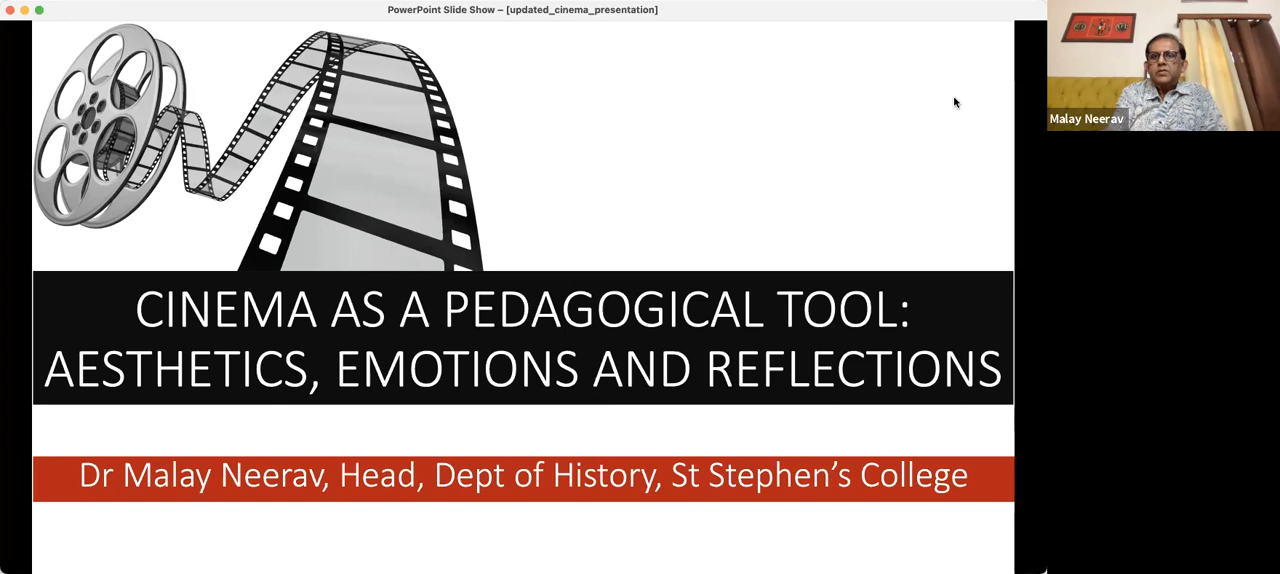 PowerPoint Slide Show – [updated_cinema_presentation]
Malay Neerav
CINEMA AS A PEDAGOGICAL TOOL:
AESTHETICS, EMOTIONS AND REFLECTIONS
Dr Malay Neerav, Head, Dept of History, St Stephen’s College